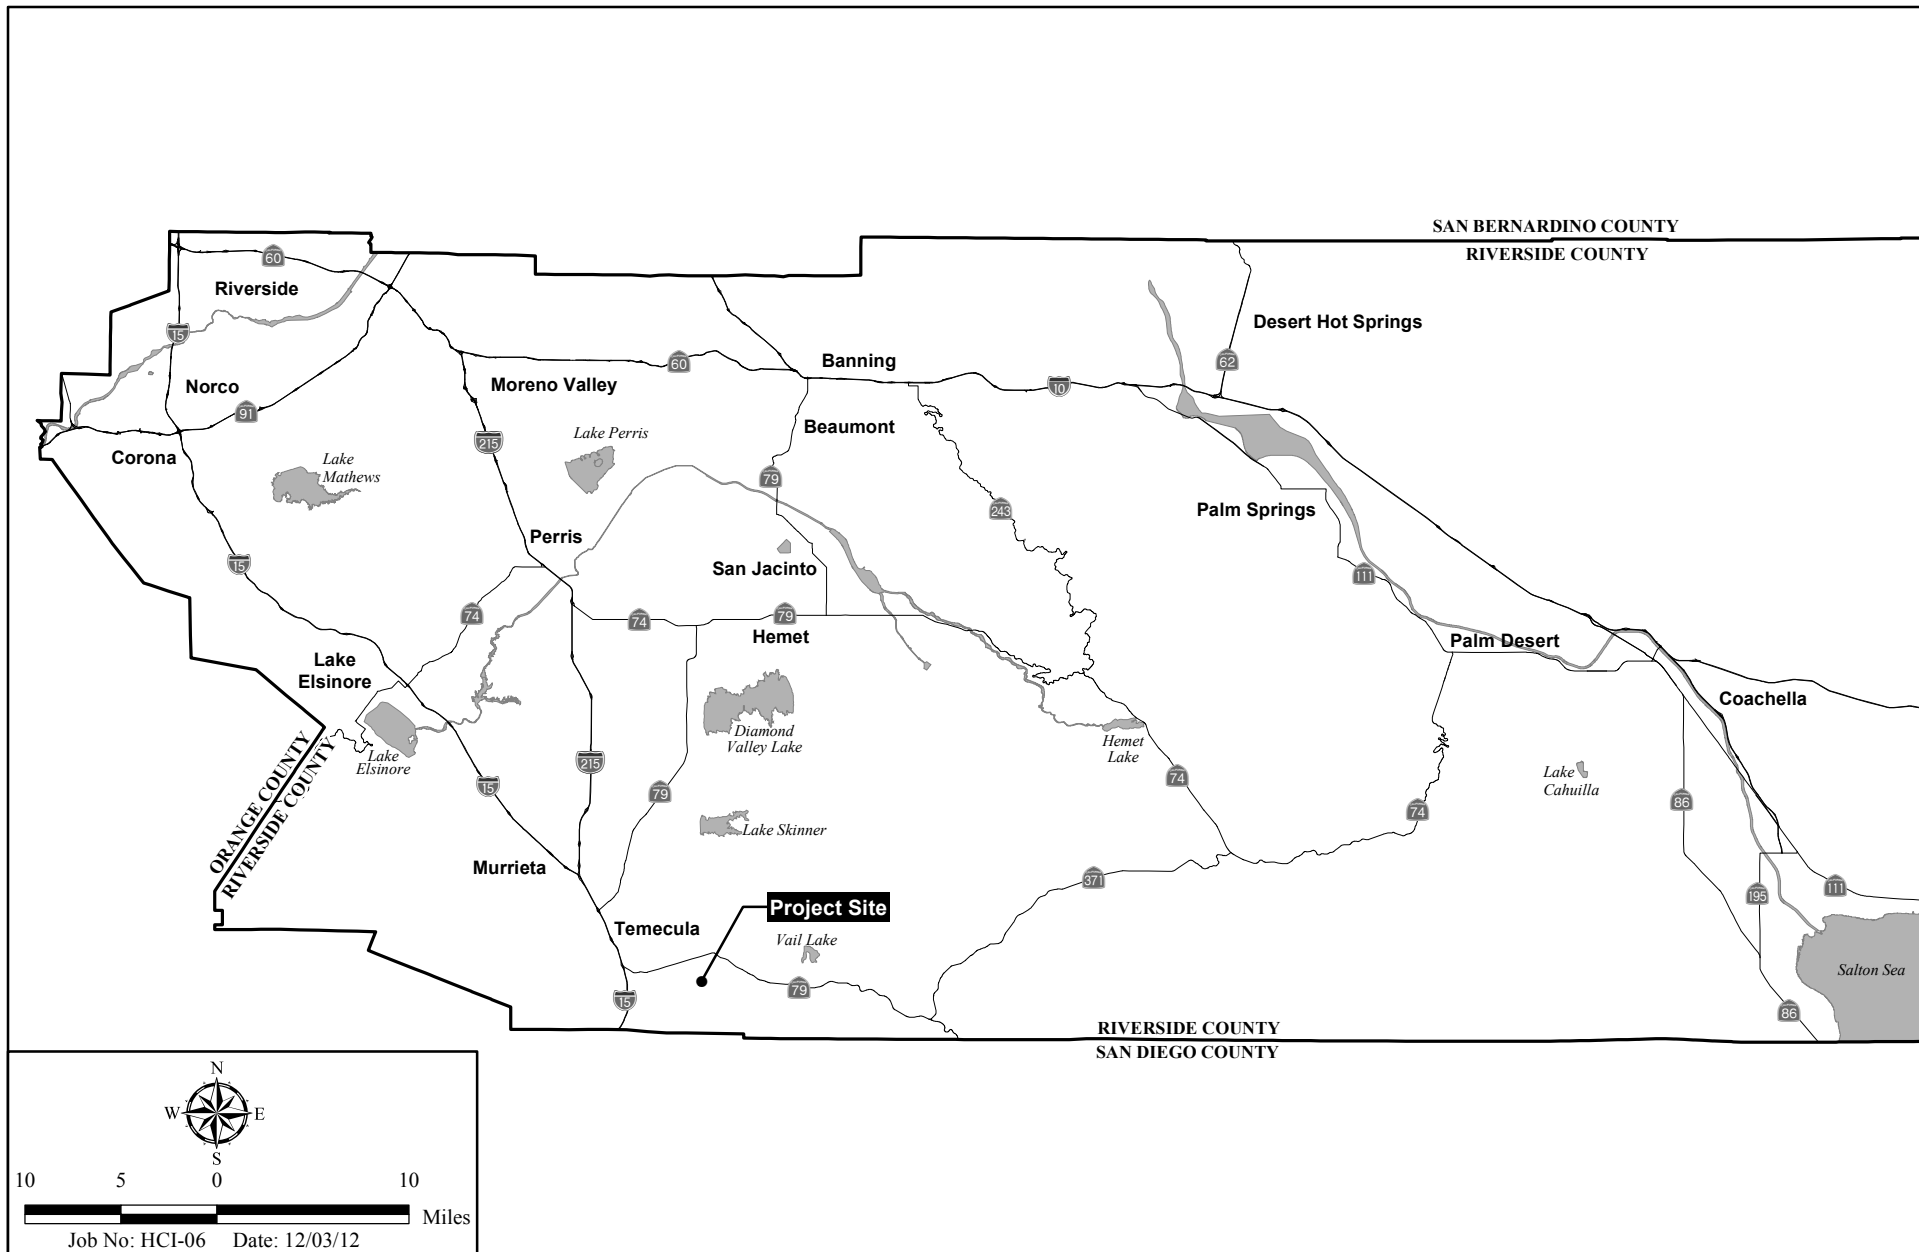 SAN BERNARDINO COUNTY
RIVERSIDE COUNTY
60
Riverside
Desert Hot Springs
15
62
60
Banning
Moreno Valley
10
Norco
91
Beaumont
Lake Perris
215
Corona
Lake
Mathews
79
243
Palm Springs
Perris
15
San Jacinto
111
74
74
79
Hemet
Palm Desert
Lake
Elsinore
Coachella
Diamond
Valley Lake
Hemet
Lake
Lake
Elsinore
ORANGE COUNTY
RIVERSIDE COUNTY
215
15
79
74
Lake
Cahuilla
86
74
Lake Skinner
Murrieta
371
111
195
Project Site
Temecula
Vail Lake
Salton Sea
79
15
86
RIVERSIDE COUNTY
SAN DIEGO COUNTY
N
W E
S
10 5 0 10
Miles
Job No: HCI-06 Date: 12/03/12